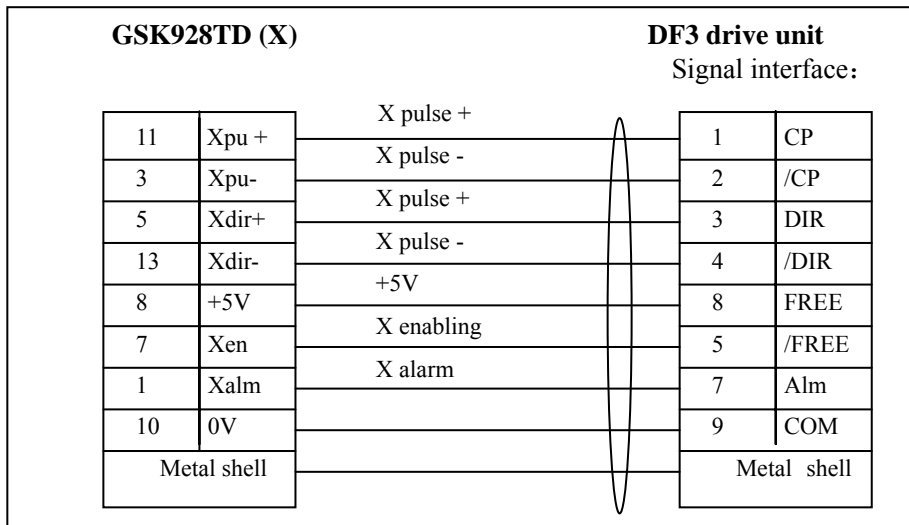 GSK928TD (X) DF3 drive unit
Signal interface：
X pulse +
11 Xpu + 1 CP
X pulse -
3 Xpu- 2 /CP
X pulse +
5 Xdir+ 3 DIR
X pulse -
13 Xdir- 4 /DIR
+5V
8 +5V 8 FREE
X enabling
7 Xen 5 /FREE
X alarm
1 Xalm 7 Alm
10 0V 9 COM
Metal shell Metal shell